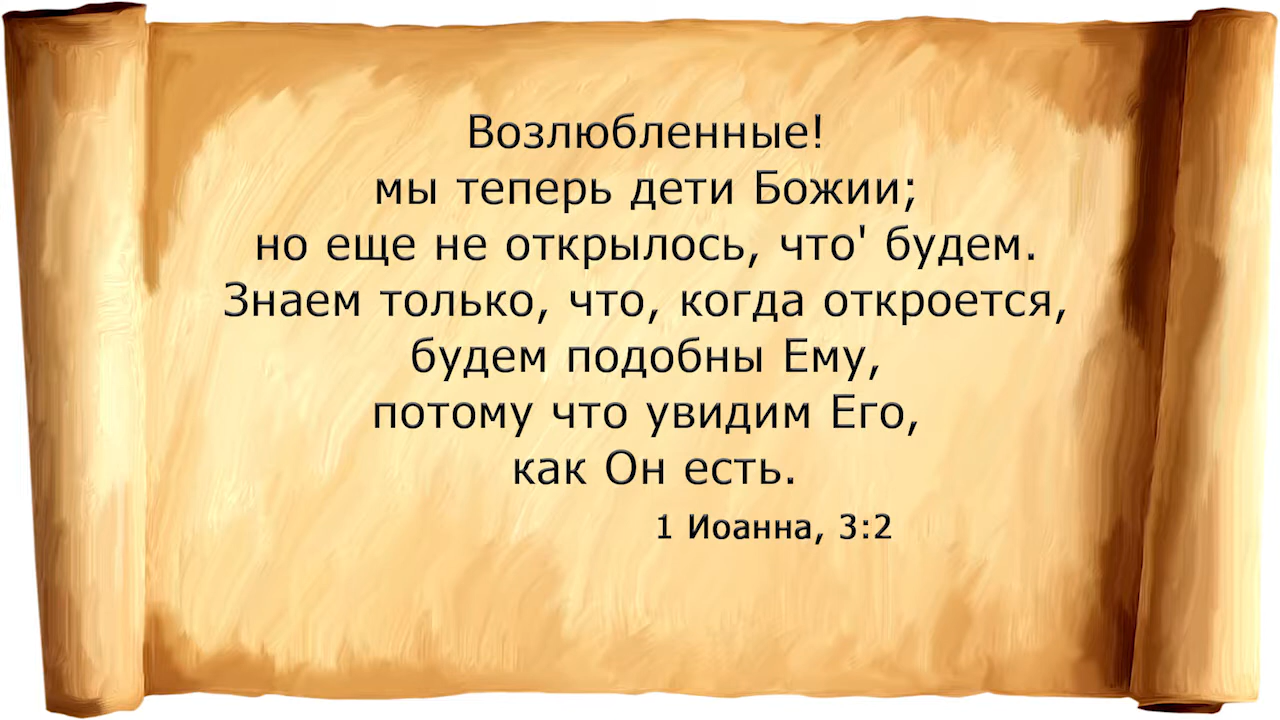 Возлюбленные!
мы теперь дети Божии;
но еще не открылось, что' будем.
Знаем только, что, когда откроется,
будем подобны Ему,
потому что увидим Его,
как Он есть.
1 Иоанна, 3:2